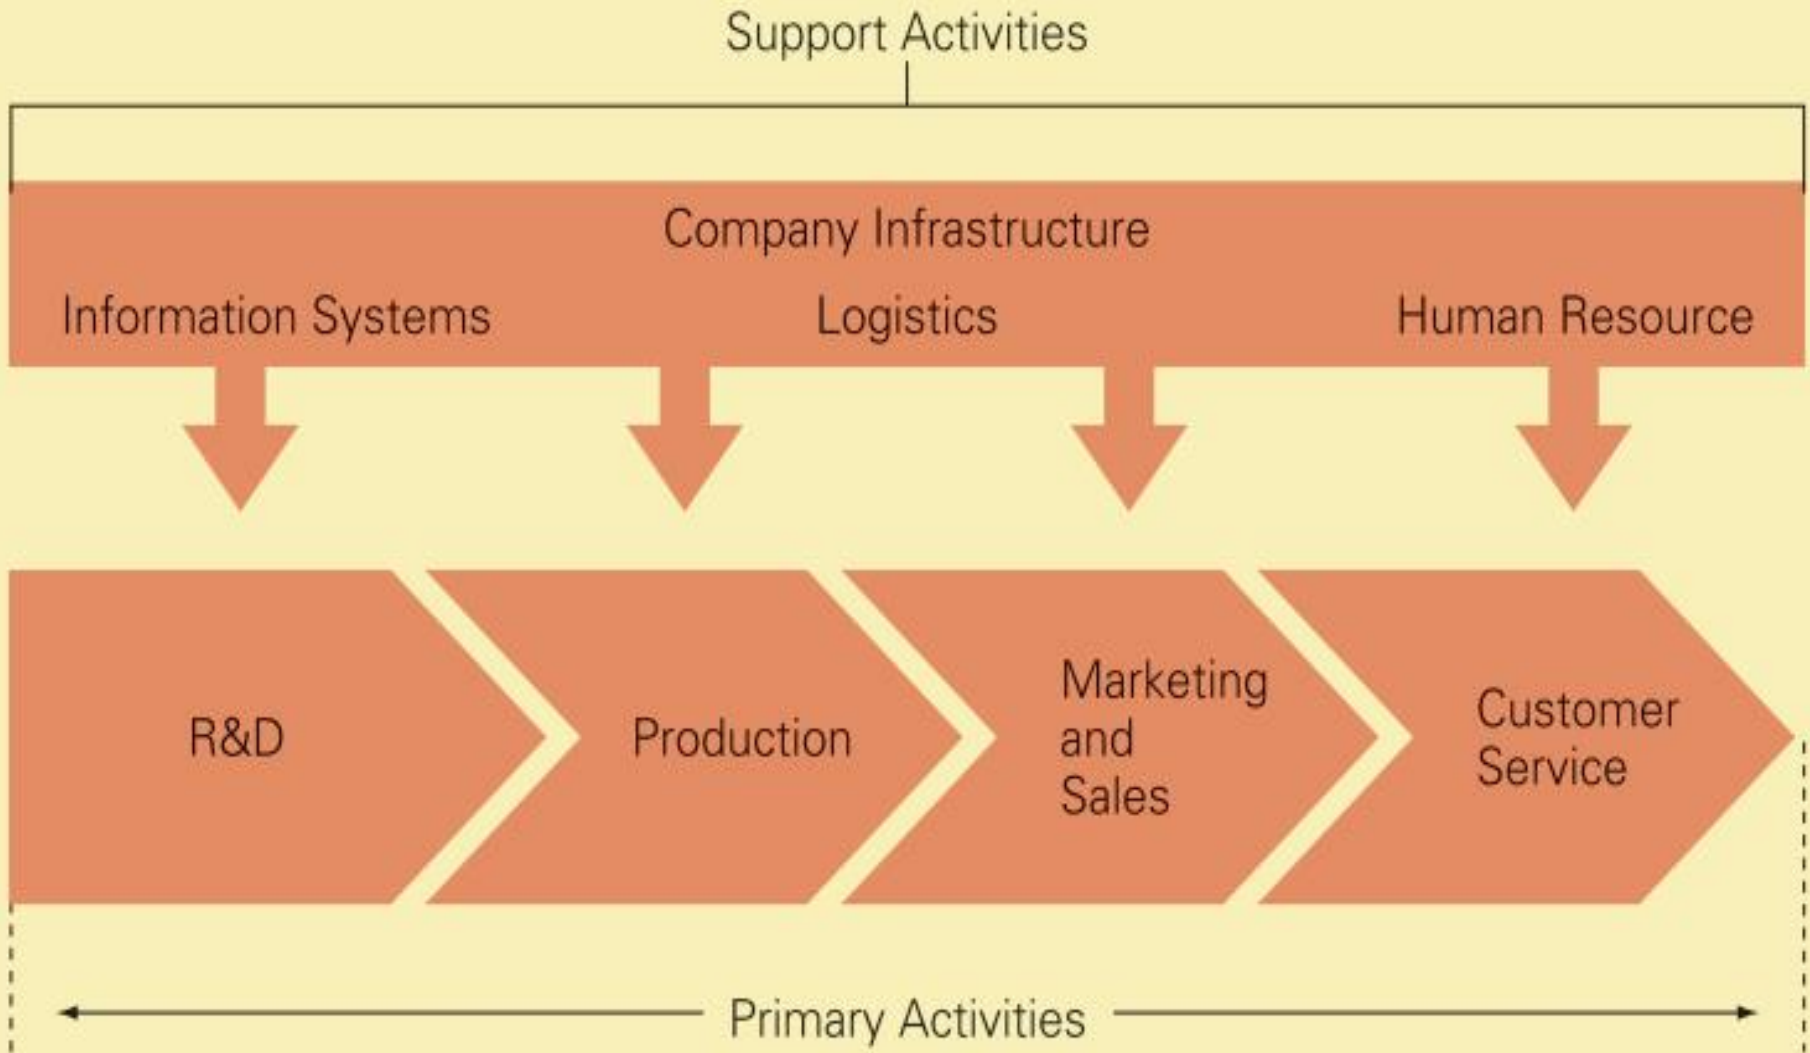 Support Activities
Company Infrastructure
Information Systems
Logistics
Human Resource
R&D
Production
Marketing
and
Sales
Customer
Service
Primary Activities